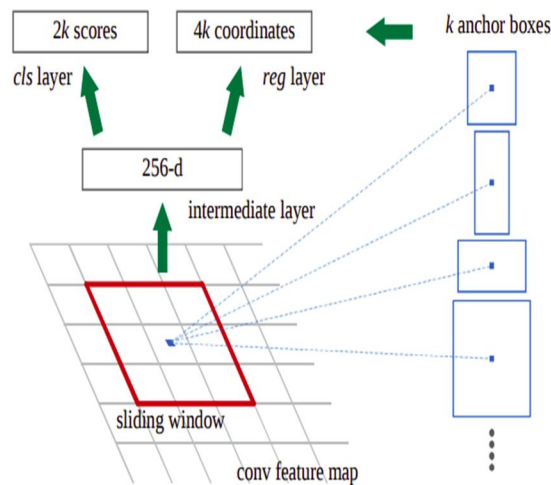 2k scores
4k coordinates
k anchor boxes
cls layer
reg layer
256-d
intermediate layer
sliding window
conv feature map